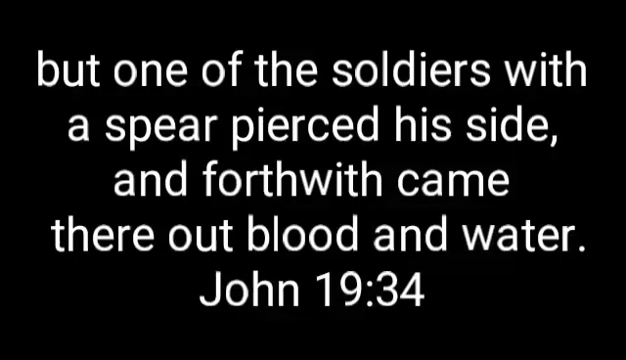 but one of the soldiers with
a spear pierced his side,
and forthwith came
there out blood and water.
John 19:34